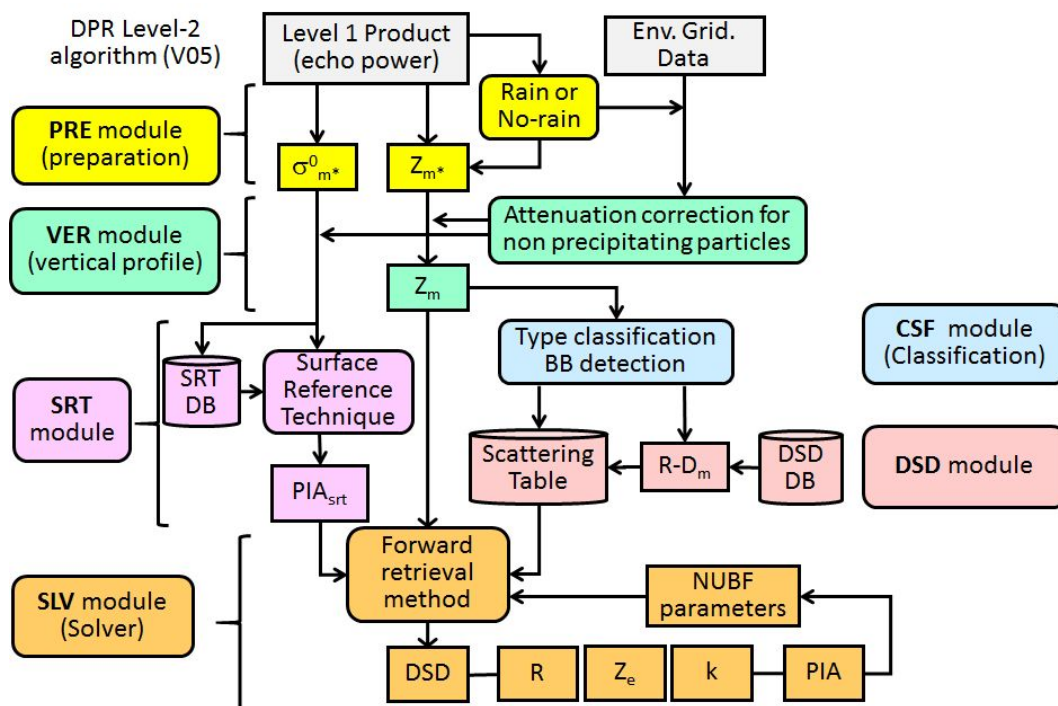 DPR Level-2
algorithm (V05)
Level 1 Product
(echo power)
Env. Grid.
Data
Rain or
No-rain
PRE module
(preparation)
σ⁰ₘ*
Zₘ*
VER module
(vertical profile)
Attenuation correction for
non precipitating particles
Zₘ
Type classification
BB detection
CSF module
(Classification)
SRT
DB
Surface
Reference
Technique
SRT
module
Scattering
Table
R-Dₘ
DSD
DB
DSD module
PIAₛᵣₜ
Forward
retrieval
method
NUBF
parameters
SLV module
(Solver)
DSD
R
Zₑ
k
PIA